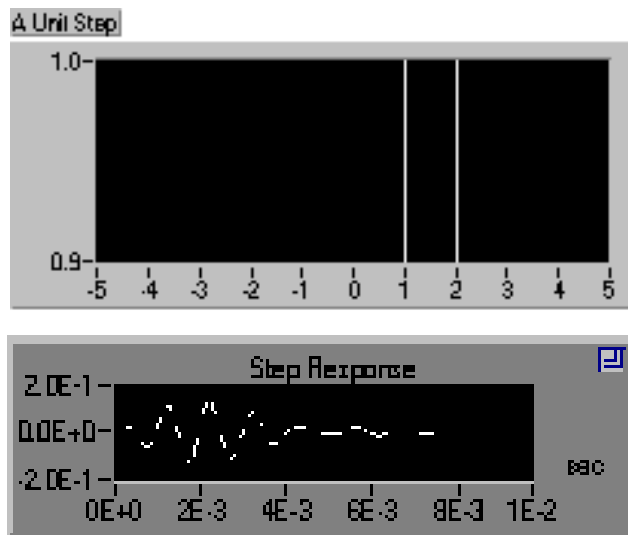 A Unit Step
1.0
0.9
-5 -4 -3 -2 -1 0 1 2 3 4 5
Step Response
2.0E-1
0.0E+0
-2.0E-1
sec
0E+0 2E-3 4E-3 6E-3 8E-3 1E-2